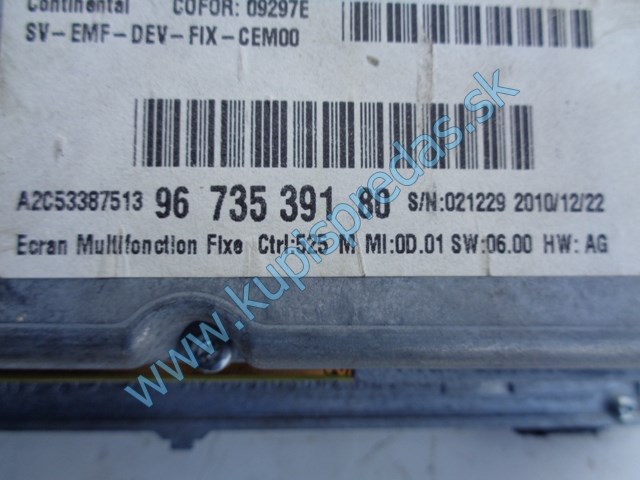 Continental COFOR: 09297E
SV-EMF-DEV-FIX-CEM00
A2C53387513 96 735 391 80 S/N:021229 2010/12/22
Ecran Multifonction Fixe Ctrl:525 M MI:0D.01 SW:06.00 HW: AG
www.kupispredas.sk